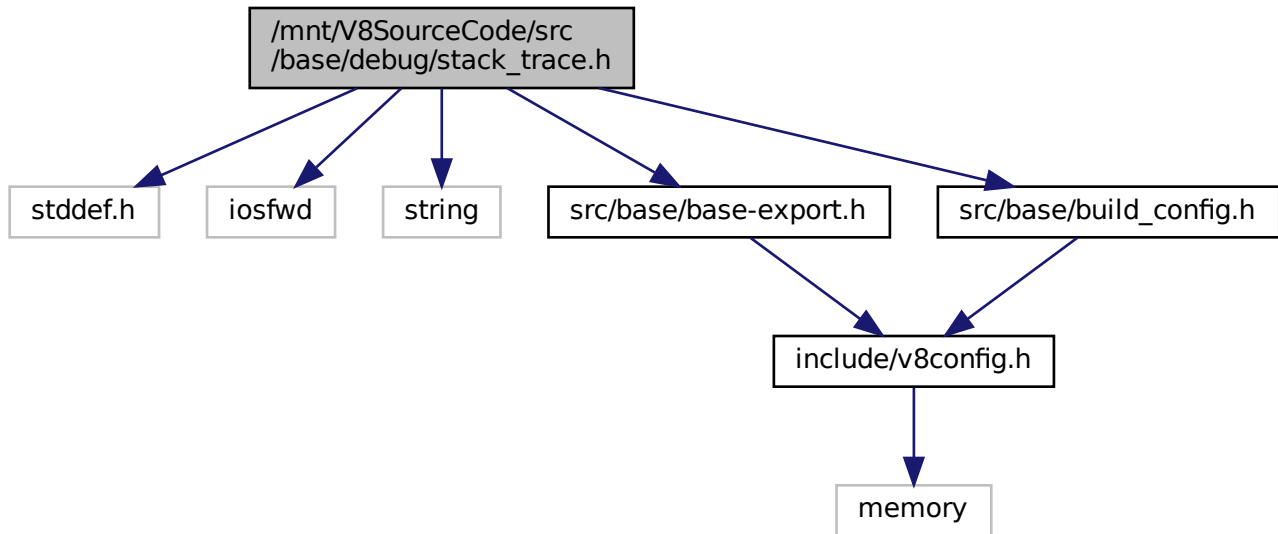 /mnt/V8SourceCode/src
/base/debug/stack_trace.h
stddef.h
iosfwd
string
src/base/base-export.h
src/base/build_config.h
include/v8config.h
memory